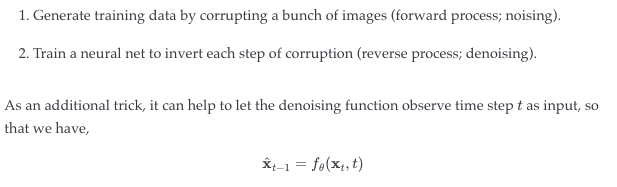 1. Generate training data by corrupting a bunch of images (forward process; noising).
2. Train a neural net to invert each step of corruption (reverse process; denoising).
As an additional trick, it can help to let the denoising function observe time step t as input, so
that we have,
x̂ₜ₋₁ = f_θ(xₜ, t)